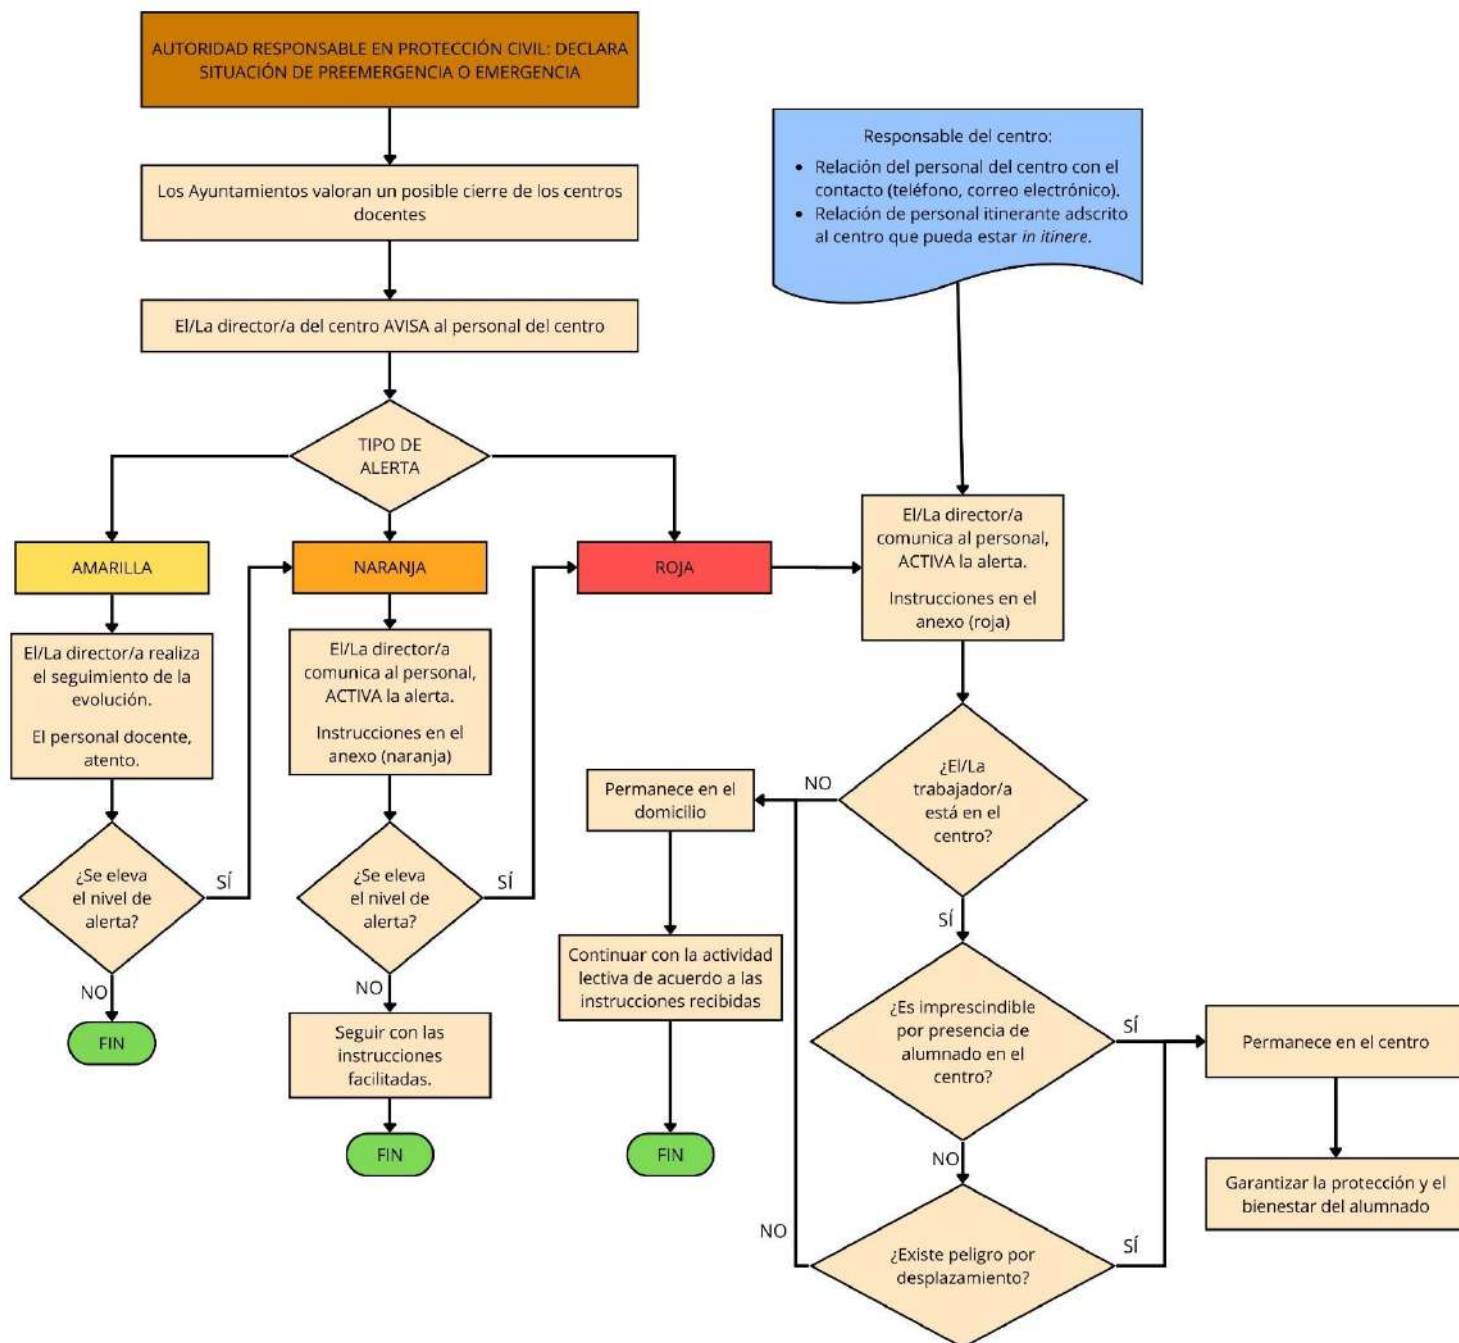 AUTORIDAD RESPONSABLE EN PROTECCIÓN CIVIL: DECLARA
SITUACIÓN DE PREEMERGENCIA O EMERGENCIA
Los Ayuntamientos valoran un posible cierre de los centros
docentes
El/La director/a del centro AVISA al personal del centro
Responsable del centro:
• Relación del personal del centro con el
contacto (teléfono, correo electrónico).
• Relación de personal itinerante adscrito
al centro que pueda estar in itinere.
TIPO DE
ALERTA
AMARILLA
NARANJA
ROJA
El/La director/a
comunica al personal,
ACTIVA la alerta.
Instrucciones en el
anexo (roja)
El/La director/a realiza
el seguimiento de la
evolución.
El personal docente,
atento.
El/La director/a
comunica al personal,
ACTIVA la alerta.
Instrucciones en el
anexo (naranja)
¿Se eleva
el nivel de
alerta?
SÍ
NO
FIN
¿Se eleva
el nivel de
alerta?
SÍ
NO
Seguir con las
instrucciones
facilitadas.
FIN
¿El/La
trabajador/a
está en el
centro?
NO
Permanece en el
domicilio
Continuar con la actividad
lectiva de acuerdo a las
instrucciones recibidas
FIN
SÍ
¿Es imprescindible
por presencia de
alumnado en el
centro?
SÍ
Permanece en el centro
Garantizar la protección y el
bienestar del alumnado
NO
¿Existe peligro por
desplazamiento?
NO
SÍ